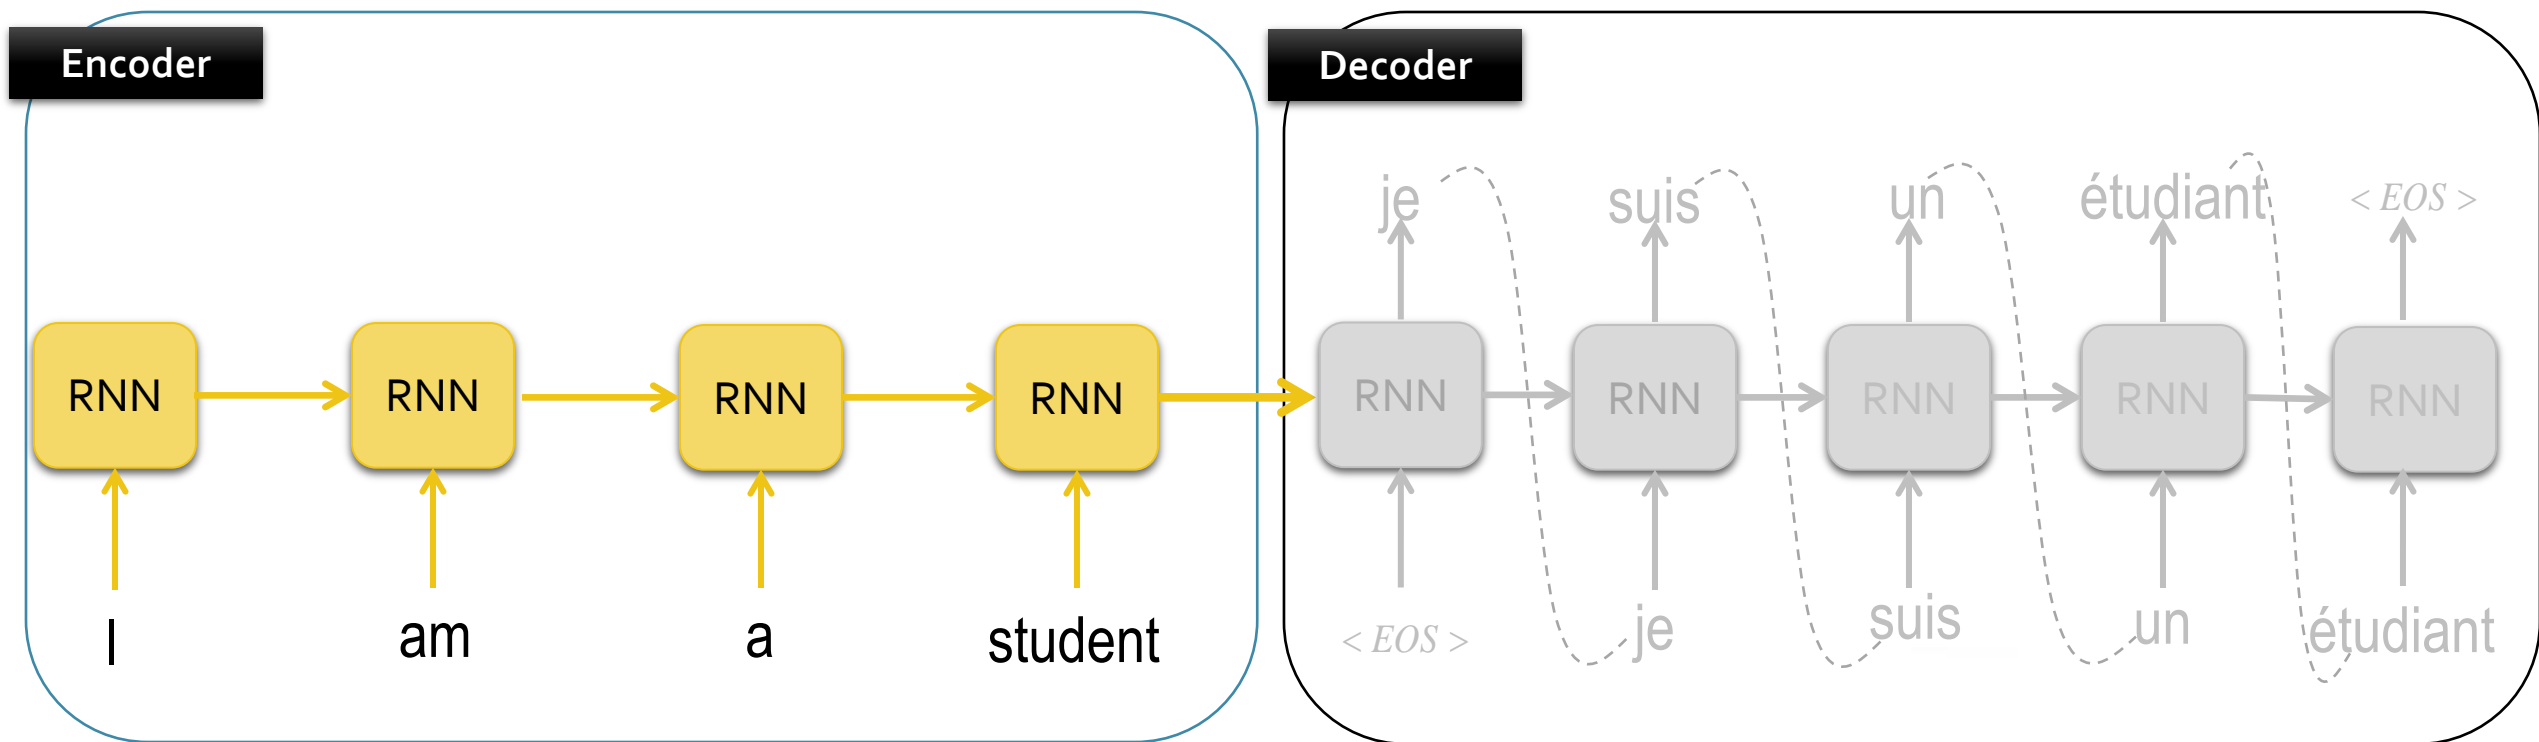 Encoder
Decoder
je suis un étudiant < EOS >
RNN RNN RNN RNN RNN RNN RNN RNN RNN
I am a student < EOS > je suis un étudiant